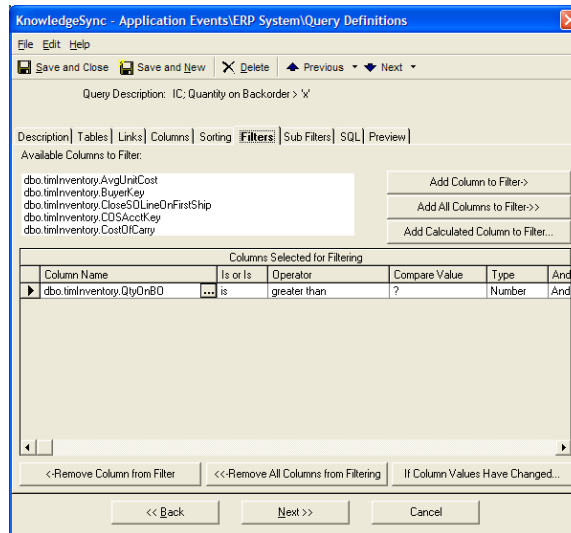 KnowledgeSync - Application Events\ERP System\Query Definitions
File Edit Help
Save and Close Save and New Delete Previous Next
Query Description: IC; Quantity on Backorder > 'x'
Description Tables Links Columns Sorting Filters Sub Filters SQL Preview
Available Columns to Filter:
dbo.timInventory.AvgUnitCost
dbo.timInventory.BuyerKey
dbo.timInventory.CloseSOLineOnFirstShip
dbo.timInventory.COSAcctKey
dbo.timInventory.CostOfCarry
Add Column to Filter->
Add All Columns to Filter->>
Add Calculated Column to Filter...
Columns Selected for Filtering
Column Name Is or Is Operator Compare Value Type And
dbo.timInventory.QtyOnBO ... is greater than ? Number And
<-Remove Column from Filter <<-Remove All Columns from Filtering If Column Values Have Changed...
<< Back Next >> Cancel